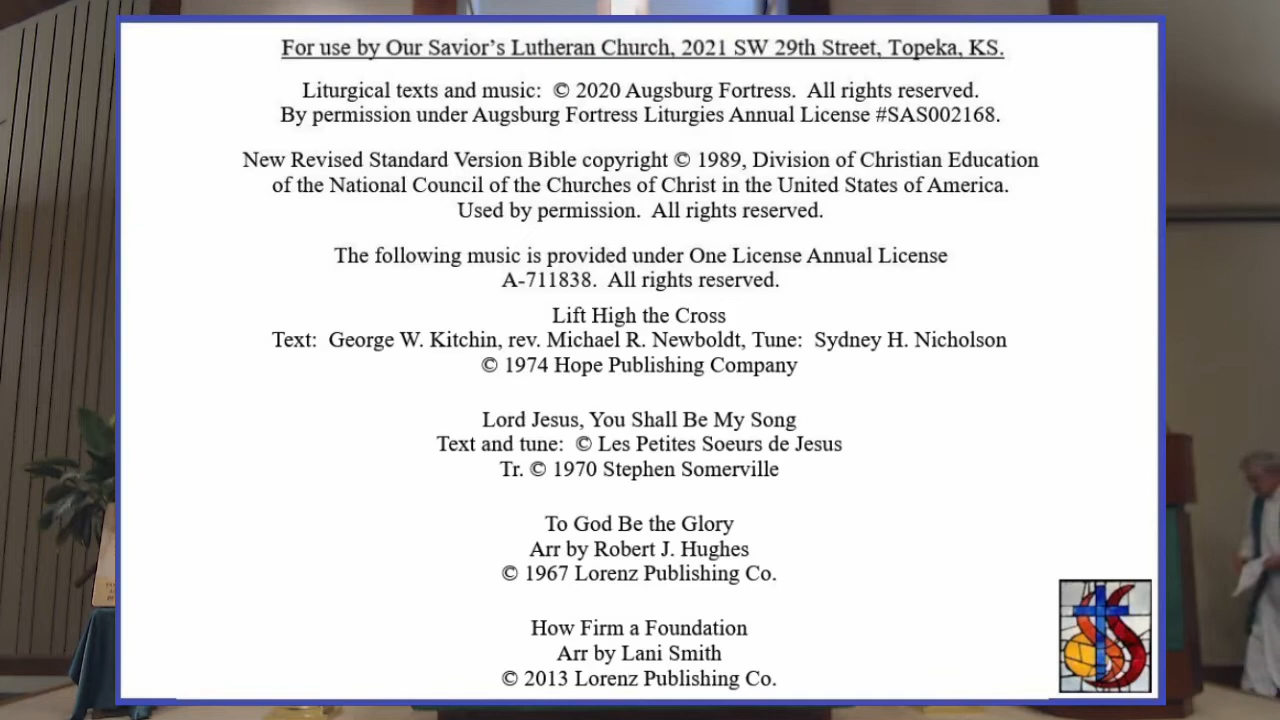 For use by Our Savior’s Lutheran Church, 2021 SW 29th Street, Topeka, KS.
Liturgical texts and music:  © 2020 Augsburg Fortress.  All rights reserved.
By permission under Augsburg Fortress Liturgies Annual License #SAS002168.
New Revised Standard Version Bible copyright © 1989, Division of Christian Education
of the National Council of the Churches of Christ in the United States of America.
Used by permission.  All rights reserved.
The following music is provided under One License Annual License
A-711838.  All rights reserved.
Lift High the Cross
Text:  George W. Kitchin, rev. Michael R. Newboldt, Tune:  Sydney H. Nicholson
© 1974 Hope Publishing Company
Lord Jesus, You Shall Be My Song
Text and tune:  © Les Petites Soeurs de Jesus
Tr. © 1970 Stephen Somerville
To God Be the Glory
Arr by Robert J. Hughes
© 1967 Lorenz Publishing Co.
How Firm a Foundation
Arr by Lani Smith
© 2013 Lorenz Publishing Co.